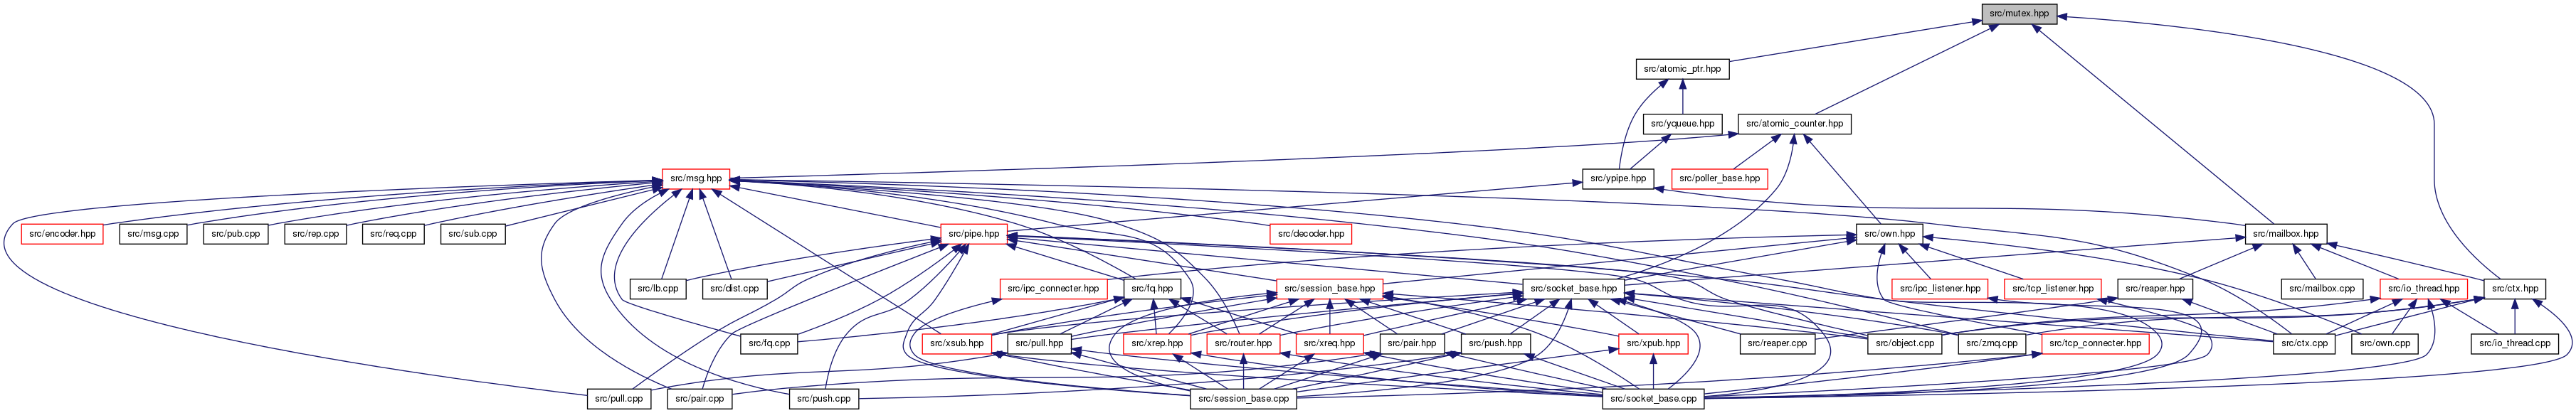 src/mutex.hpp
src/atomic_ptr.hpp
src/yqueue.hpp
src/atomic_counter.hpp
src/msg.hpp
src/ypipe.hpp
src/poller_base.hpp
src/encoder.hpp
src/msg.cpp
src/pub.cpp
src/rep.cpp
src/req.cpp
src/sub.cpp
src/decoder.hpp
src/pipe.hpp
src/own.hpp
src/mailbox.hpp
src/lb.cpp
src/dist.cpp
src/ipc_connecter.hpp
src/fq.hpp
src/session_base.hpp
src/socket_base.hpp
src/ipc_listener.hpp
src/tcp_listener.hpp
src/reaper.hpp
src/mailbox.cpp
src/io_thread.hpp
src/ctx.hpp
src/fq.cpp
src/xsub.hpp
src/pull.hpp
src/xrep.hpp
src/router.hpp
src/xreq.hpp
src/pair.hpp
src/push.hpp
src/xpub.hpp
src/reaper.cpp
src/object.cpp
src/zmq.cpp
src/tcp_connecter.hpp
src/ctx.cpp
src/own.cpp
src/io_thread.cpp
src/pull.cpp
src/pair.cpp
src/push.cpp
src/session_base.cpp
src/socket_base.cpp